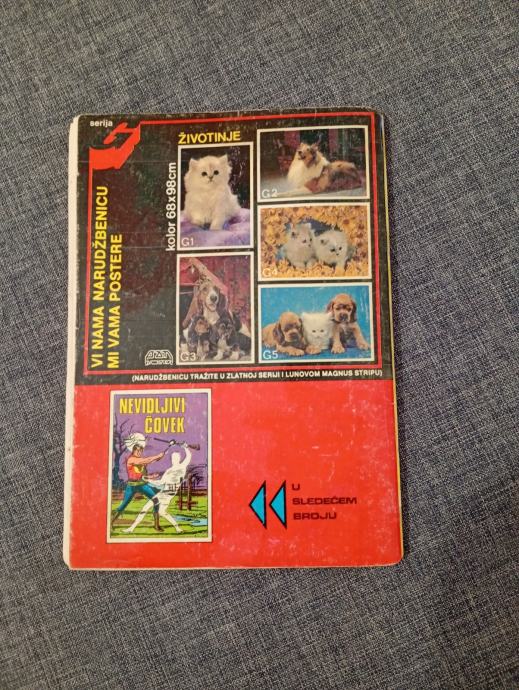 serija
ŽIVOTINJE
VI NAMA NARUDŽBENICU
MI VAMA POSTERE
kolor 68x98cm
G1
G2
G3
G4
G5
(NARUDŽBENICU TRAŽITE U ZLATNOJ SERIJI I LUNOVOM MAGNUS STRIPU)
NEVIDLJIVI
ČOVEK
U
SLEDEĆEM
BROJU